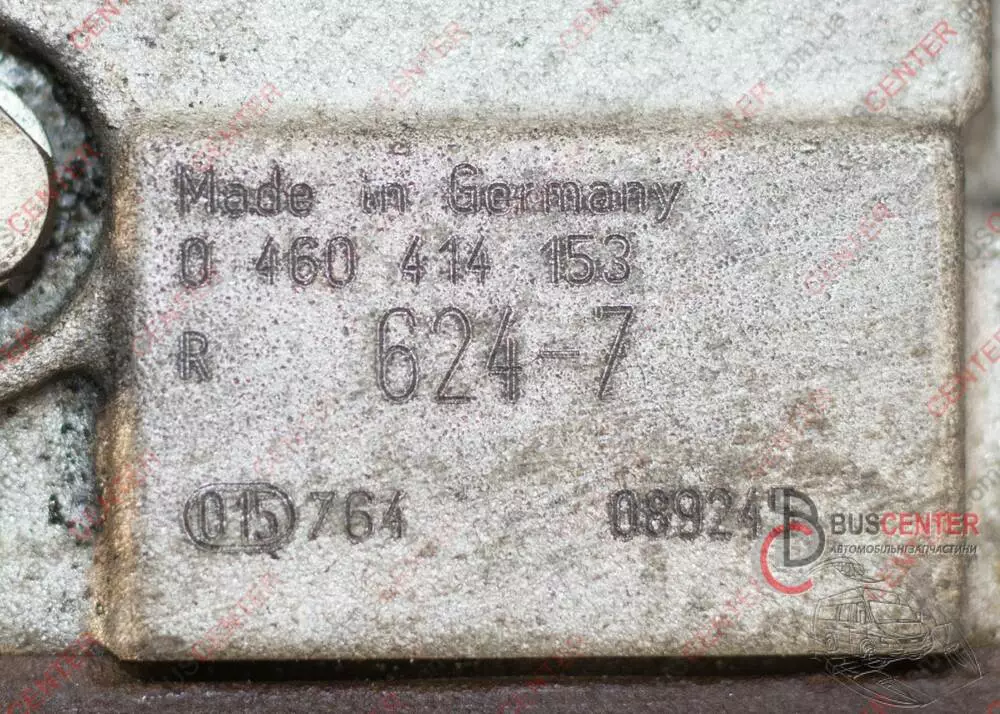 Made in Germany
0 460 414 153
R 624-7
015 764 08924
BUSCENTER
АВТОМОБІЛЬНІ ЗАПЧАСТИНИ